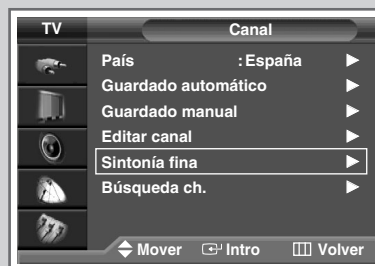 TV Canal
País : España
Guardado automático
Guardado manual
Editar canal
Sintonía fina
Búsqueda ch.
Mover Intro Volver